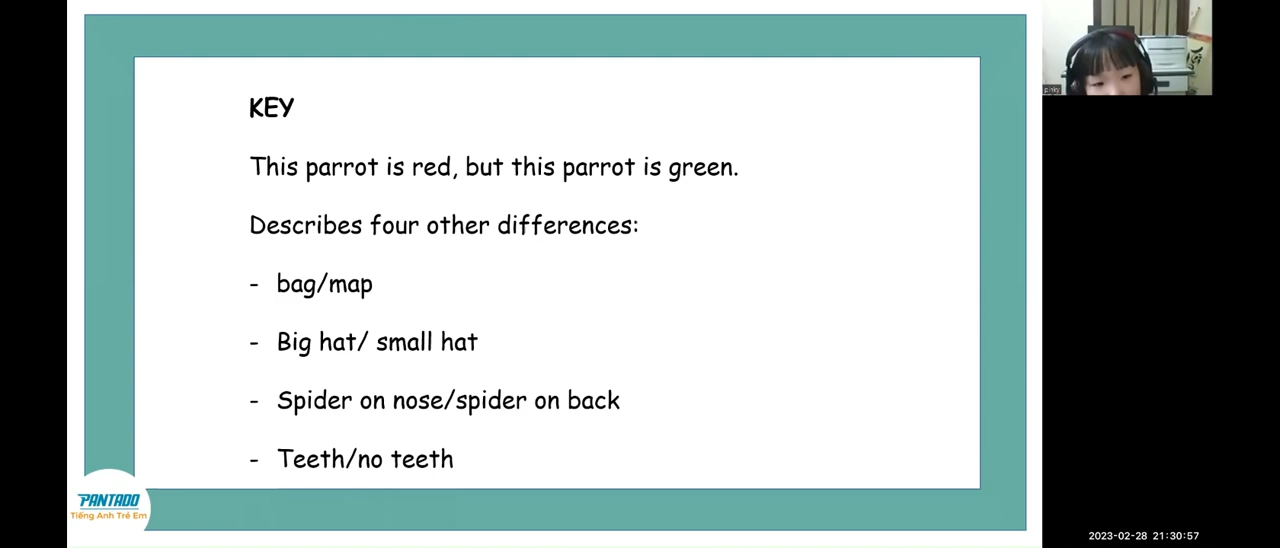 KEY
This parrot is red, but this parrot is green.
Describes four other differences:
- bag/map
- Big hat/ small hat
- Spider on nose/spider on back
- Teeth/no teeth
PANTADO
Tiếng Anh Trẻ Em
pinky
2023-02-28 21:30:57